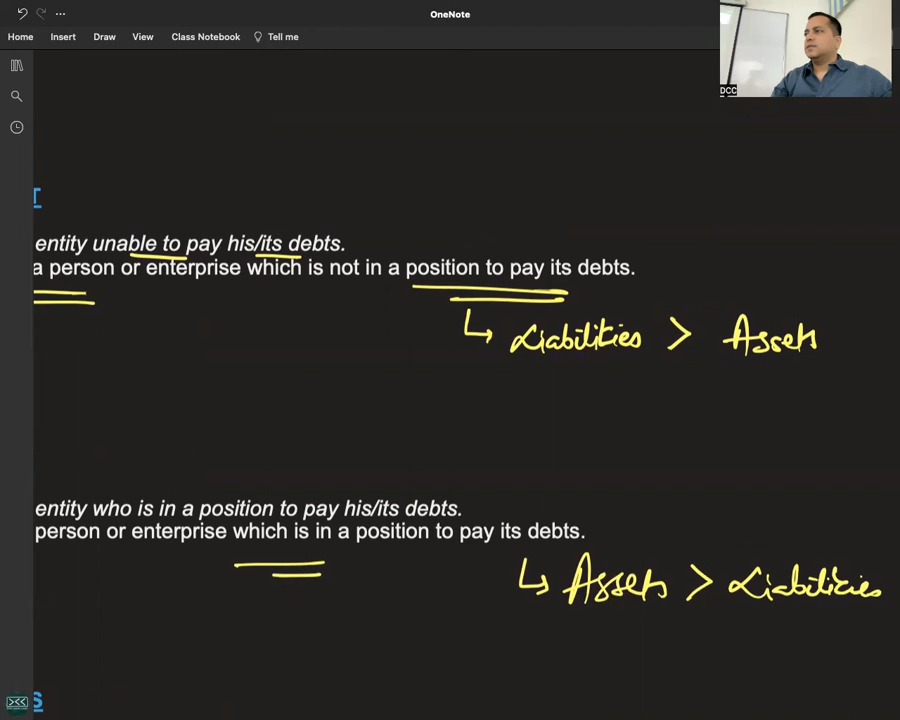 OneNote
Home Insert Draw View Class Notebook Tell me
DCC
T
entity unable to pay his/its debts.
a person or enterprise which is not in a position to pay its debts.
Liabilities > Assets
entity who is in a position to pay his/its debts.
person or enterprise which is in a position to pay its debts.
Assets > Liabilities
S